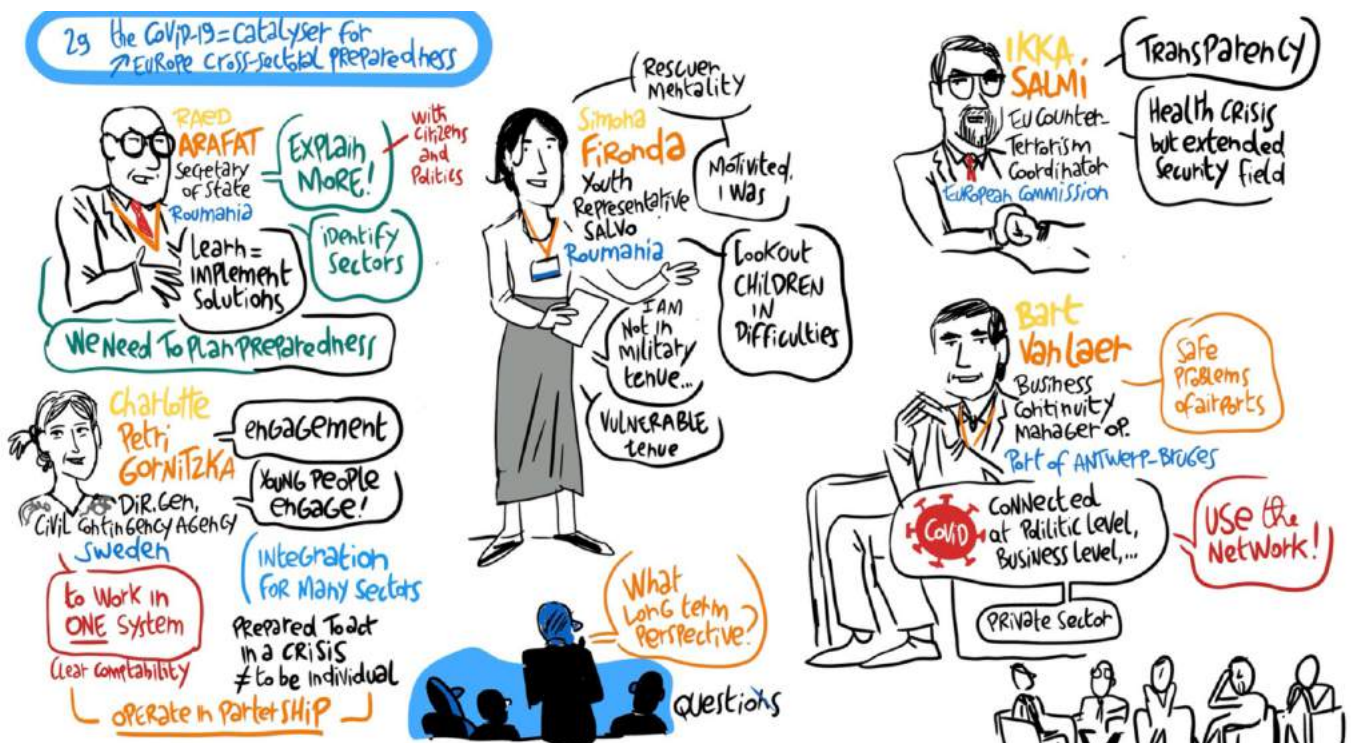 29 the COVID-19 = Catalyser for
↗ EUROPE cross-sectoral PREPAREDNESS
RAED
ARAFAT
Secretary
of State
Roumania
EXPLAIN
MORE!
with
citizens
and
Politics
identify
sectors
Learn =
IMPLEMENT
Solutions
WE NEED TO PLAN PREPAREDNESS
Charlotte
Petri
GORNITZKA
DIR. Gen,
CIVIL Contingency AGENCY
Sweden
ENGAGEMENT
YOUNG PEOPLE
ENGAGE!
to Work in
ONE System
Clear comptability
INtegration
FOR Many Sectors
PREPARED To act
In a CRISIS
≠ to be individual
OPERATE in PARTERSHIP
Simona
FiRonda
Youth
Representative
SALVO
Roumania
Rescuer
Mentality
Motivited,
I was
LOOKOUT
CHILDREN
IN
Difficulties
I AM
Not in
military
tenue...
VULNERABLE
tenue
What
LONG term
PERSPECTIVE?
QUESTIONS
IKKA
SALMI
EU COUNTER-
Terrorism
Coordinator
EUROPEAN Commission
TRANSPARENCY
Health CRISIS
but extended
Security field
Bart
Van Laer
Business
Continuity
Manager OP.
Port of ANTWERP-BRUGES
Safe
PROBLEMS
of airports
COVID
CONNECTED
at Polilitic level,
Business Level,...
USE the
NETWORK!
PRIVATE Sector